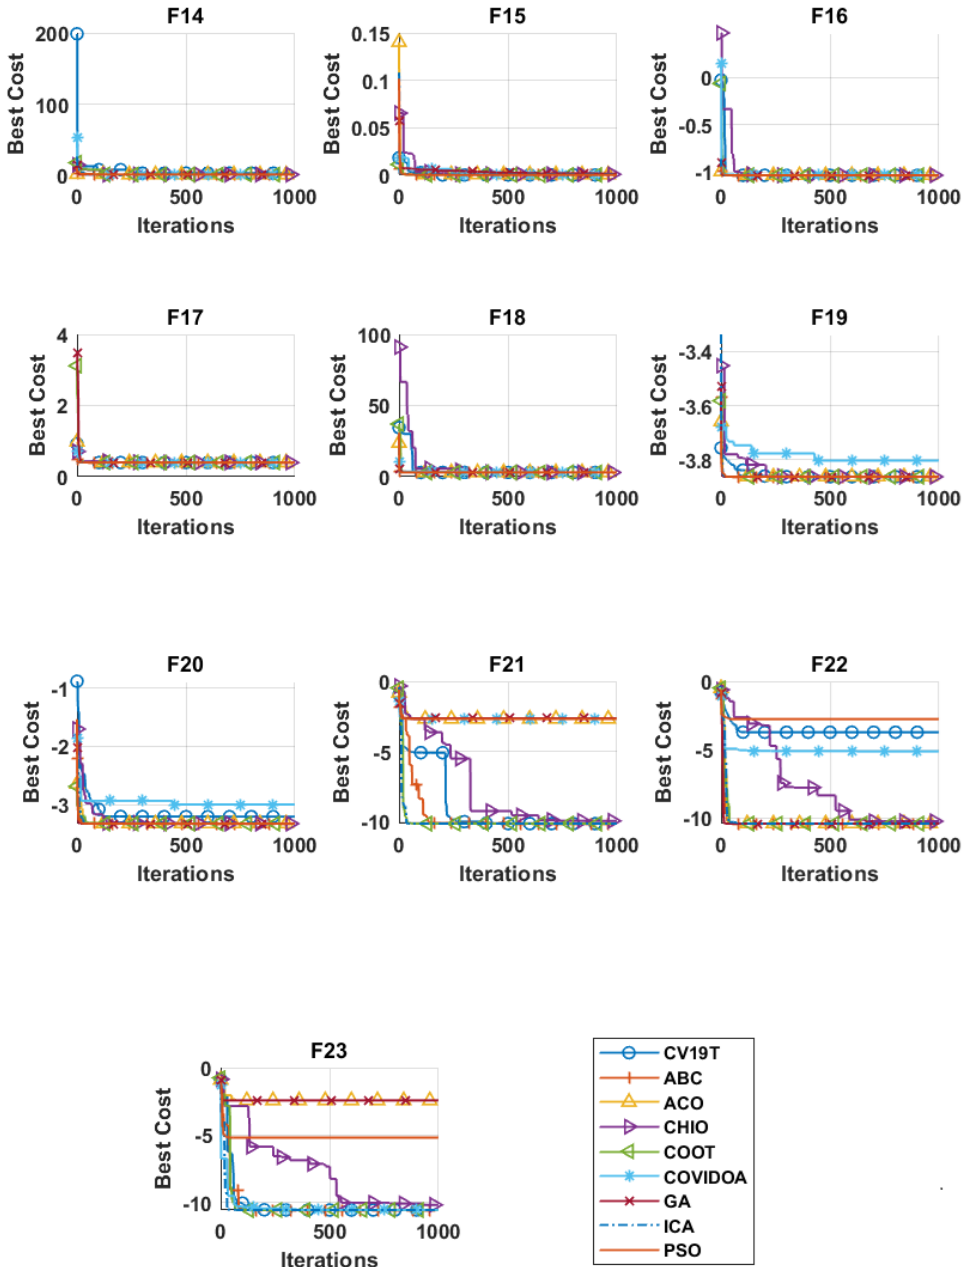 F14
F15
F16
200
100
0
Best Cost
0
500
1000
Iterations
0.15
0.1
0.05
0
Best Cost
0
500
1000
Iterations
0
-0.5
-1
Best Cost
0
500
1000
Iterations
F17
F18
F19
4
2
0
Best Cost
0
500
1000
Iterations
100
50
0
Best Cost
0
500
1000
Iterations
-3.4
-3.6
-3.8
Best Cost
0
500
1000
Iterations
F20
F21
F22
-1
-2
-3
Best Cost
0
500
1000
Iterations
0
-5
-10
Best Cost
0
500
1000
Iterations
0
-5
-10
Best Cost
0
500
1000
Iterations
F23
0
-5
-10
Best Cost
0
500
1000
Iterations
CV19T
ABC
ACO
CHIO
COOT
COVIDOA
GA
ICA
PSO